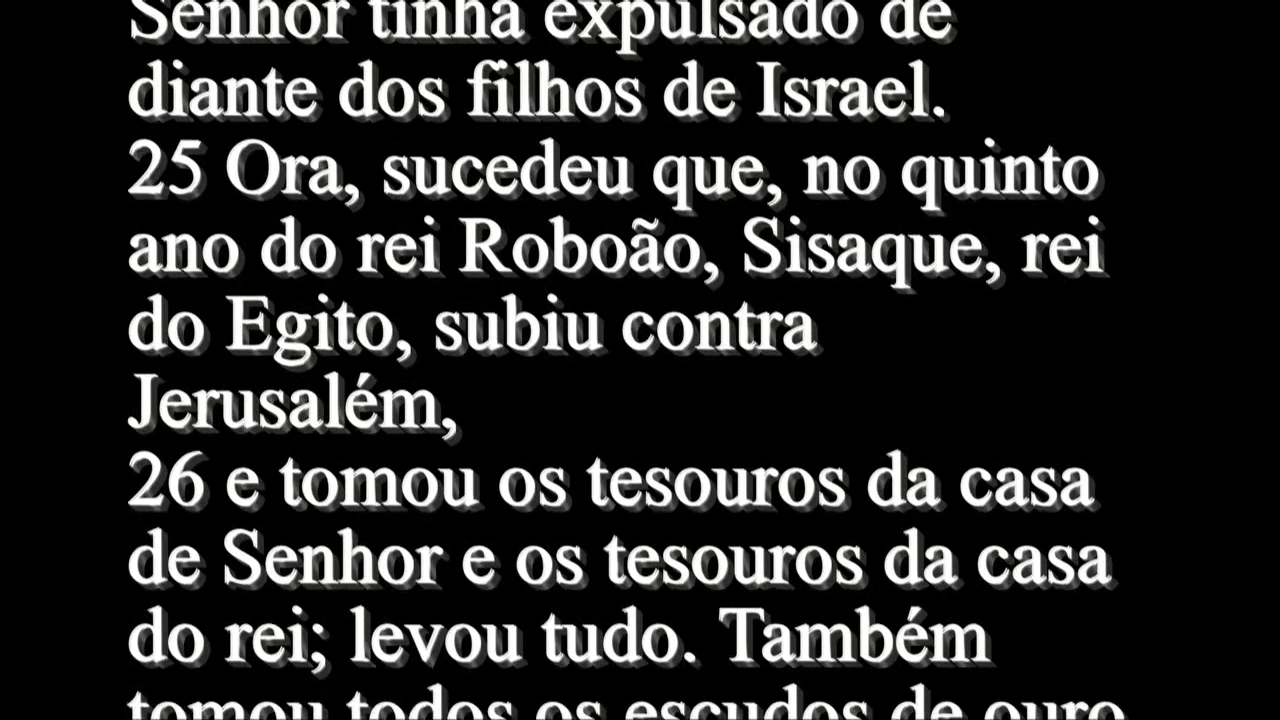 Senhor tinha expulsado de
diante dos filhos de Israel.
25 Ora, sucedeu que, no quinto
ano do rei Roboão, Sisaque, rei
do Egito, subiu contra
Jerusalém,
26 e tomou os tesouros da casa
de Senhor e os tesouros da casa
do rei; levou tudo. Também
tomou todos os escudos de ouro